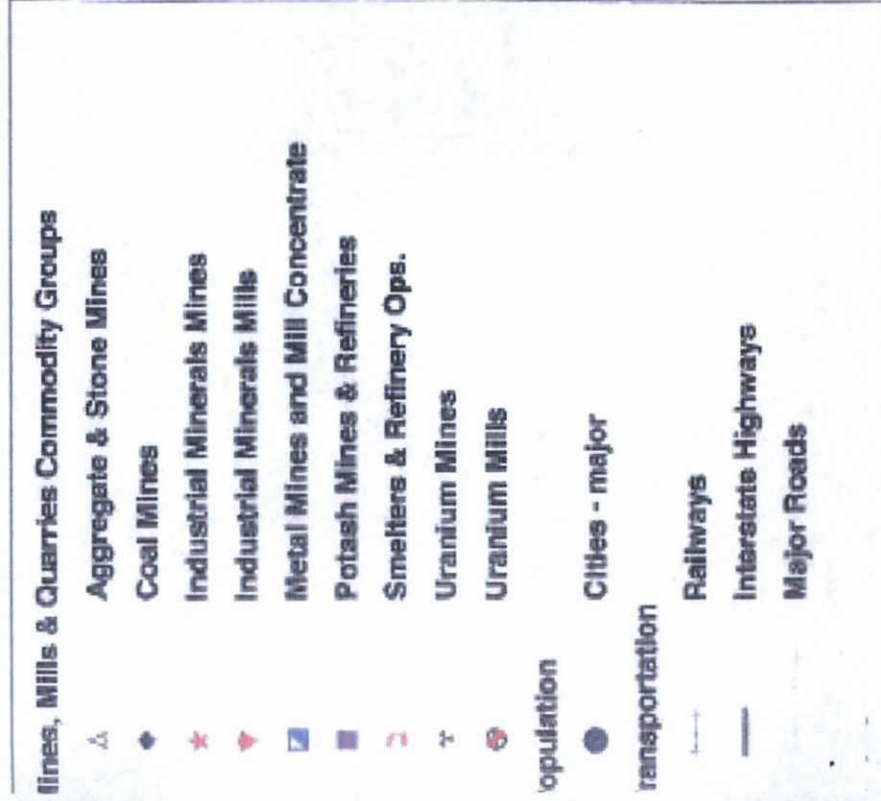 lines, Mills & Quarries Commodity Groups
Aggregate & Stone Mines
Coal Mines
Industrial Minerals Mines
Industrial Minerals Mills
Metal Mines and Mill Concentrate
Potash Mines & Refineries
Smelters & Refinery Ops.
Uranium Mines
Uranium Mills
opulation
Cities - major
ransportation
Railways
Interstate Highways
Major Roads